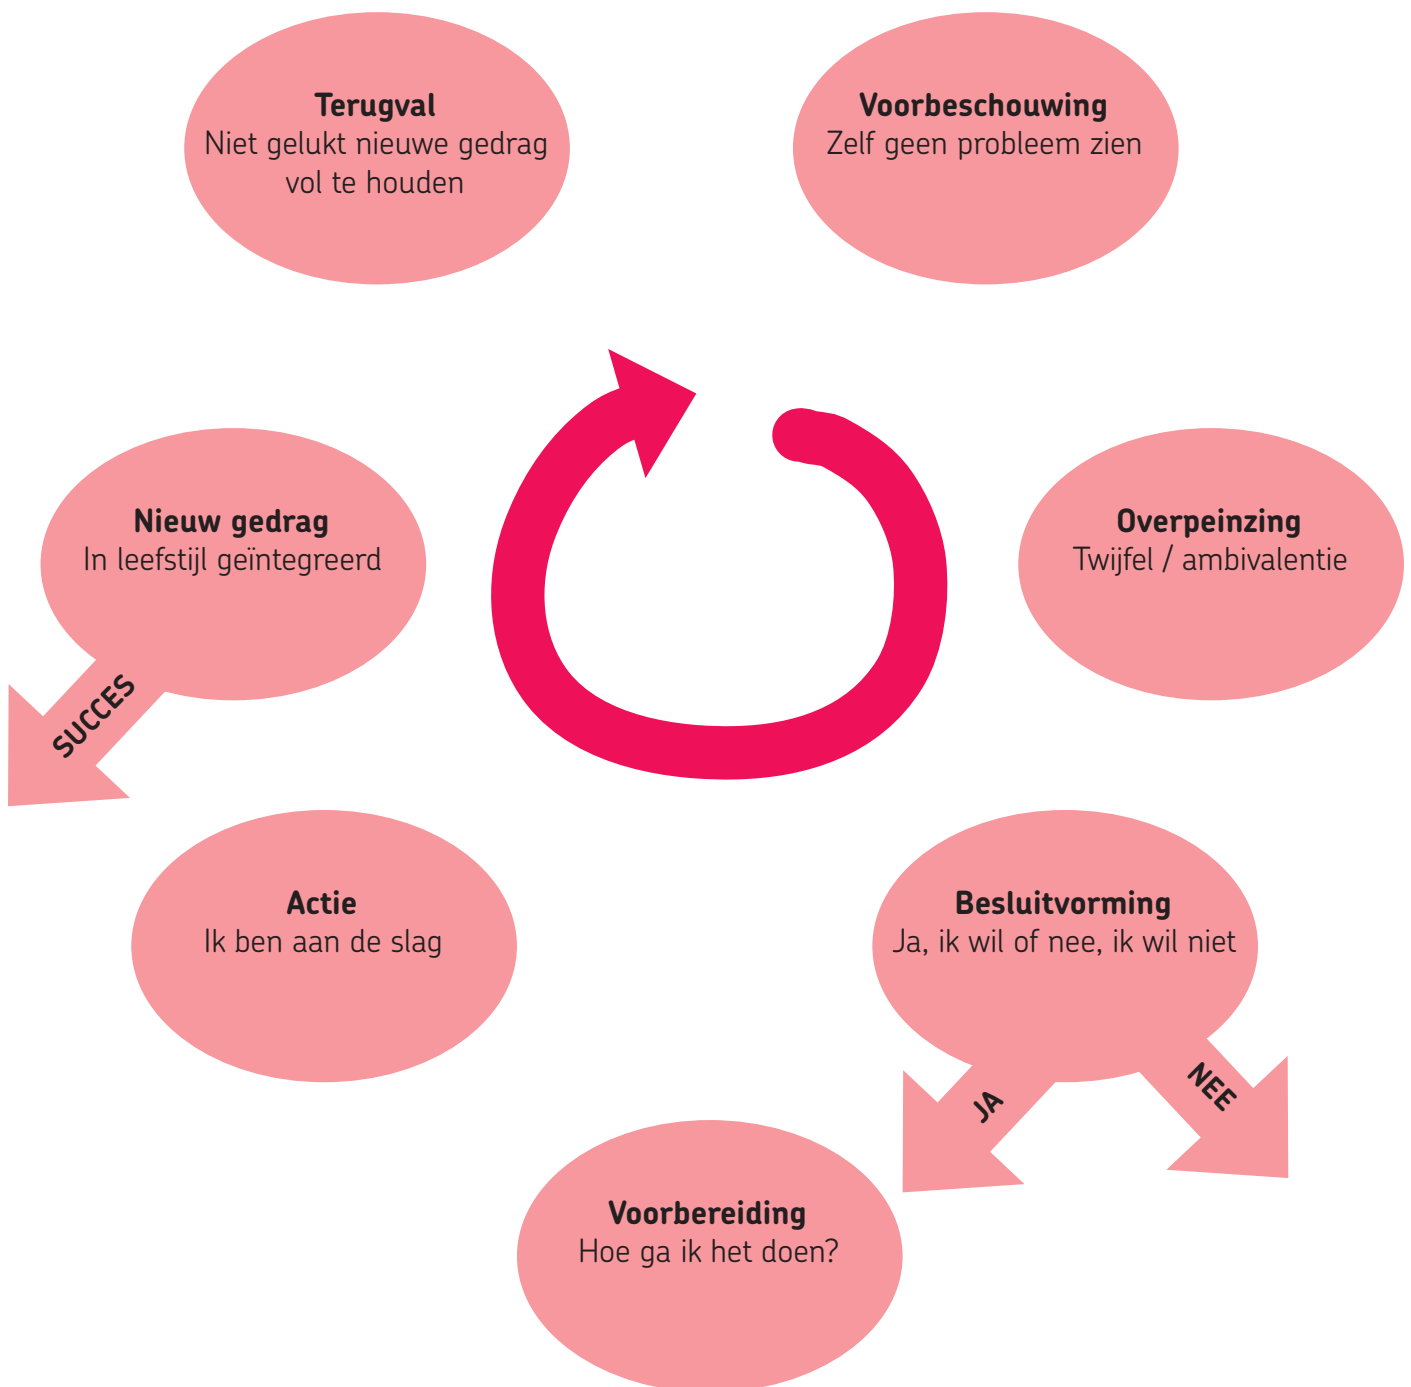 Terugval
Niet gelukt nieuwe gedrag
vol te houden
Voorbeschouwing
Zelf geen probleem zien
Nieuw gedrag
In leefstijl geïntegreerd
SUCCES
Overpeinzing
Twijfel / ambivalentie
Actie
Ik ben aan de slag
Besluitvorming
Ja, ik wil of nee, ik wil niet
JA
NEE
Voorbereiding
Hoe ga ik het doen?